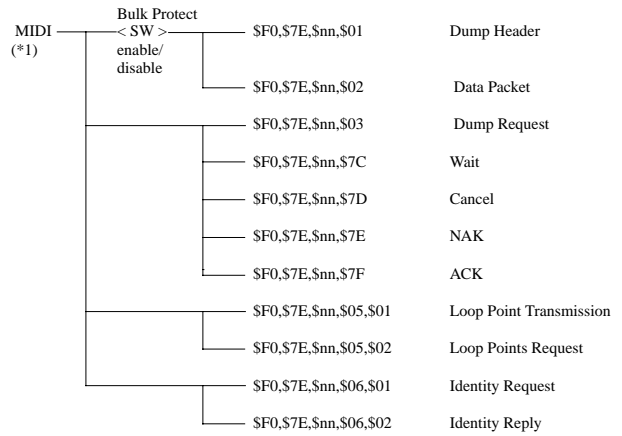 Bulk Protect
MIDI < SW > $F0,$7E,$nn,$01 Dump Header
(*1) enable/
disable
$F0,$7E,$nn,$02 Data Packet
$F0,$7E,$nn,$03 Dump Request
$F0,$7E,$nn,$7C Wait
$F0,$7E,$nn,$7D Cancel
$F0,$7E,$nn,$7E NAK
$F0,$7E,$nn,$7F ACK
$F0,$7E,$nn,$05,$01 Loop Point Transmission
$F0,$7E,$nn,$05,$02 Loop Points Request
$F0,$7E,$nn,$06,$01 Identity Request
$F0,$7E,$nn,$06,$02 Identity Reply